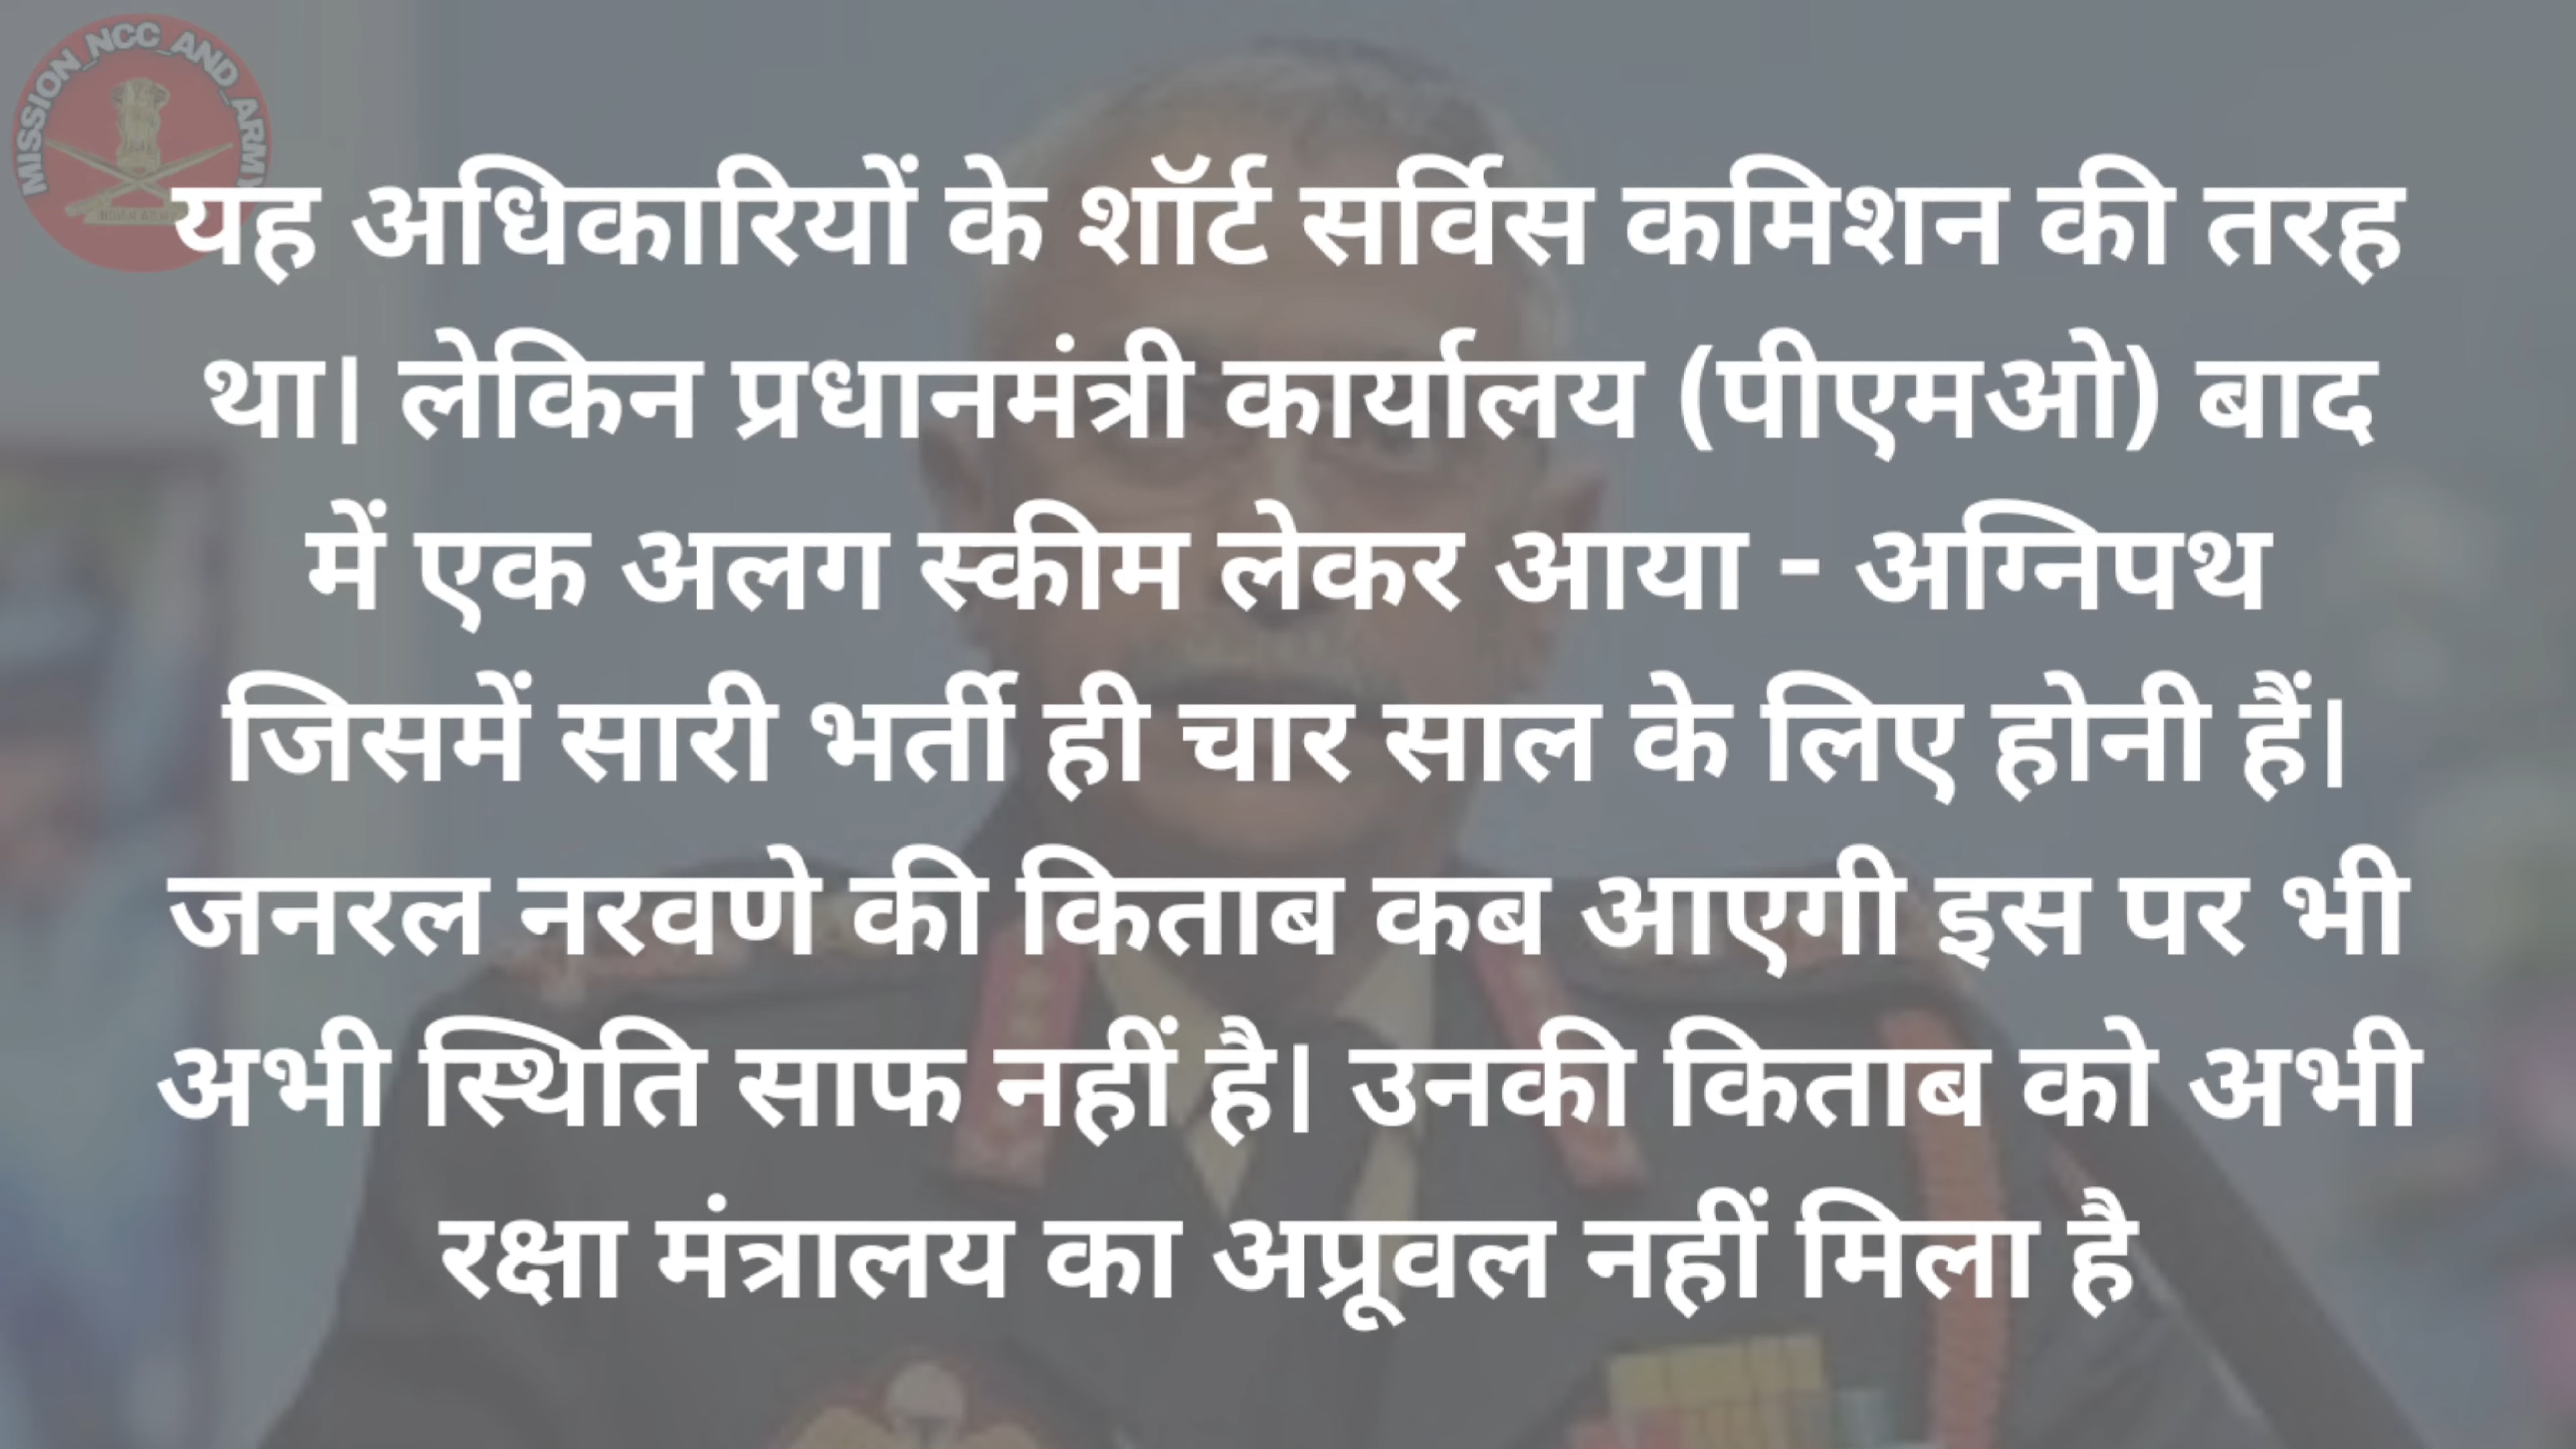 MISSION_NCC_AND_ARMY
यह अधिकारियों के शॉर्ट सर्विस कमिशन की तरह
था। लेकिन प्रधानमंत्री कार्यालय (पीएमओ) बाद
में एक अलग स्कीम लेकर आया - अग्निपथ
जिसमें सारी भर्ती ही चार साल के लिए होनी हैं।
जनरल नरवणे की किताब कब आएगी इस पर भी
अभी स्थिति साफ नहीं है। उनकी किताब को अभी
रक्षा मंत्रालय का अप्रूवल नहीं मिला है